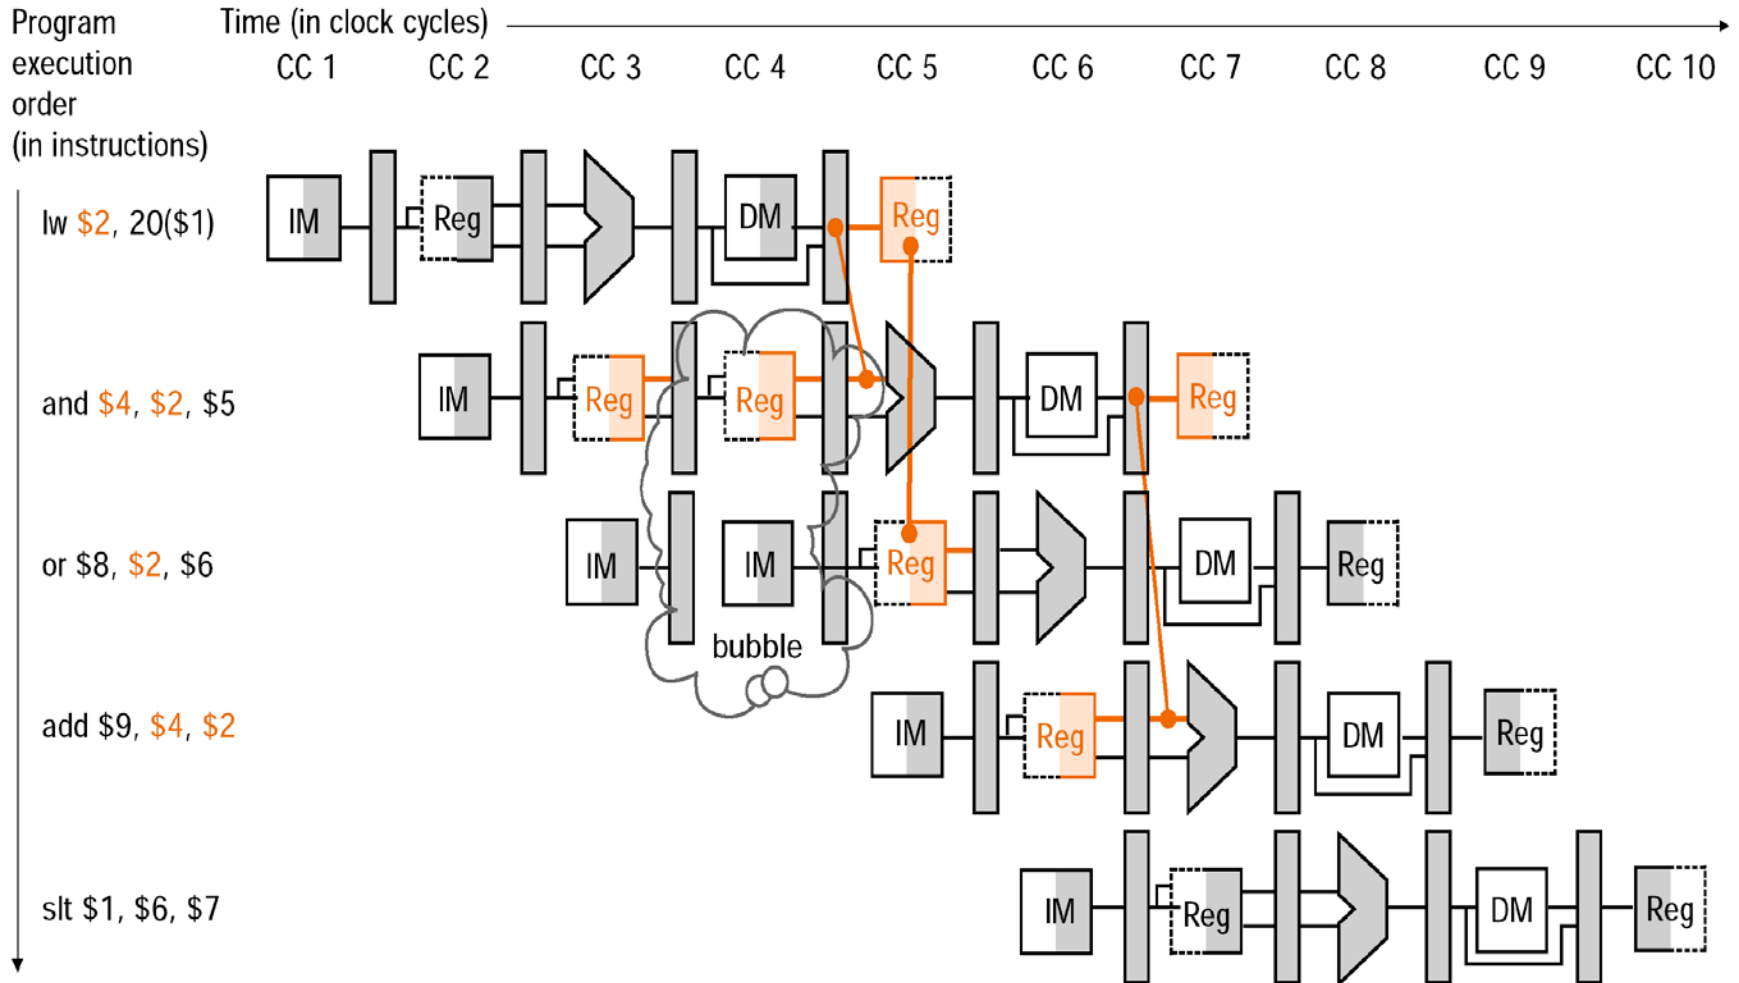 Program
execution
order
(in instructions)
Time (in clock cycles)
CC 1 CC 2 CC 3 CC 4 CC 5 CC 6 CC 7 CC 8 CC 9 CC 10
lw $2, 20($1)
IM Reg DM Reg
and $4, $2, $5
IM Reg Reg DM Reg
or $8, $2, $6
IM IM Reg DM Reg
bubble
add $9, $4, $2
IM Reg DM Reg
slt $1, $6, $7
IM Reg DM Reg